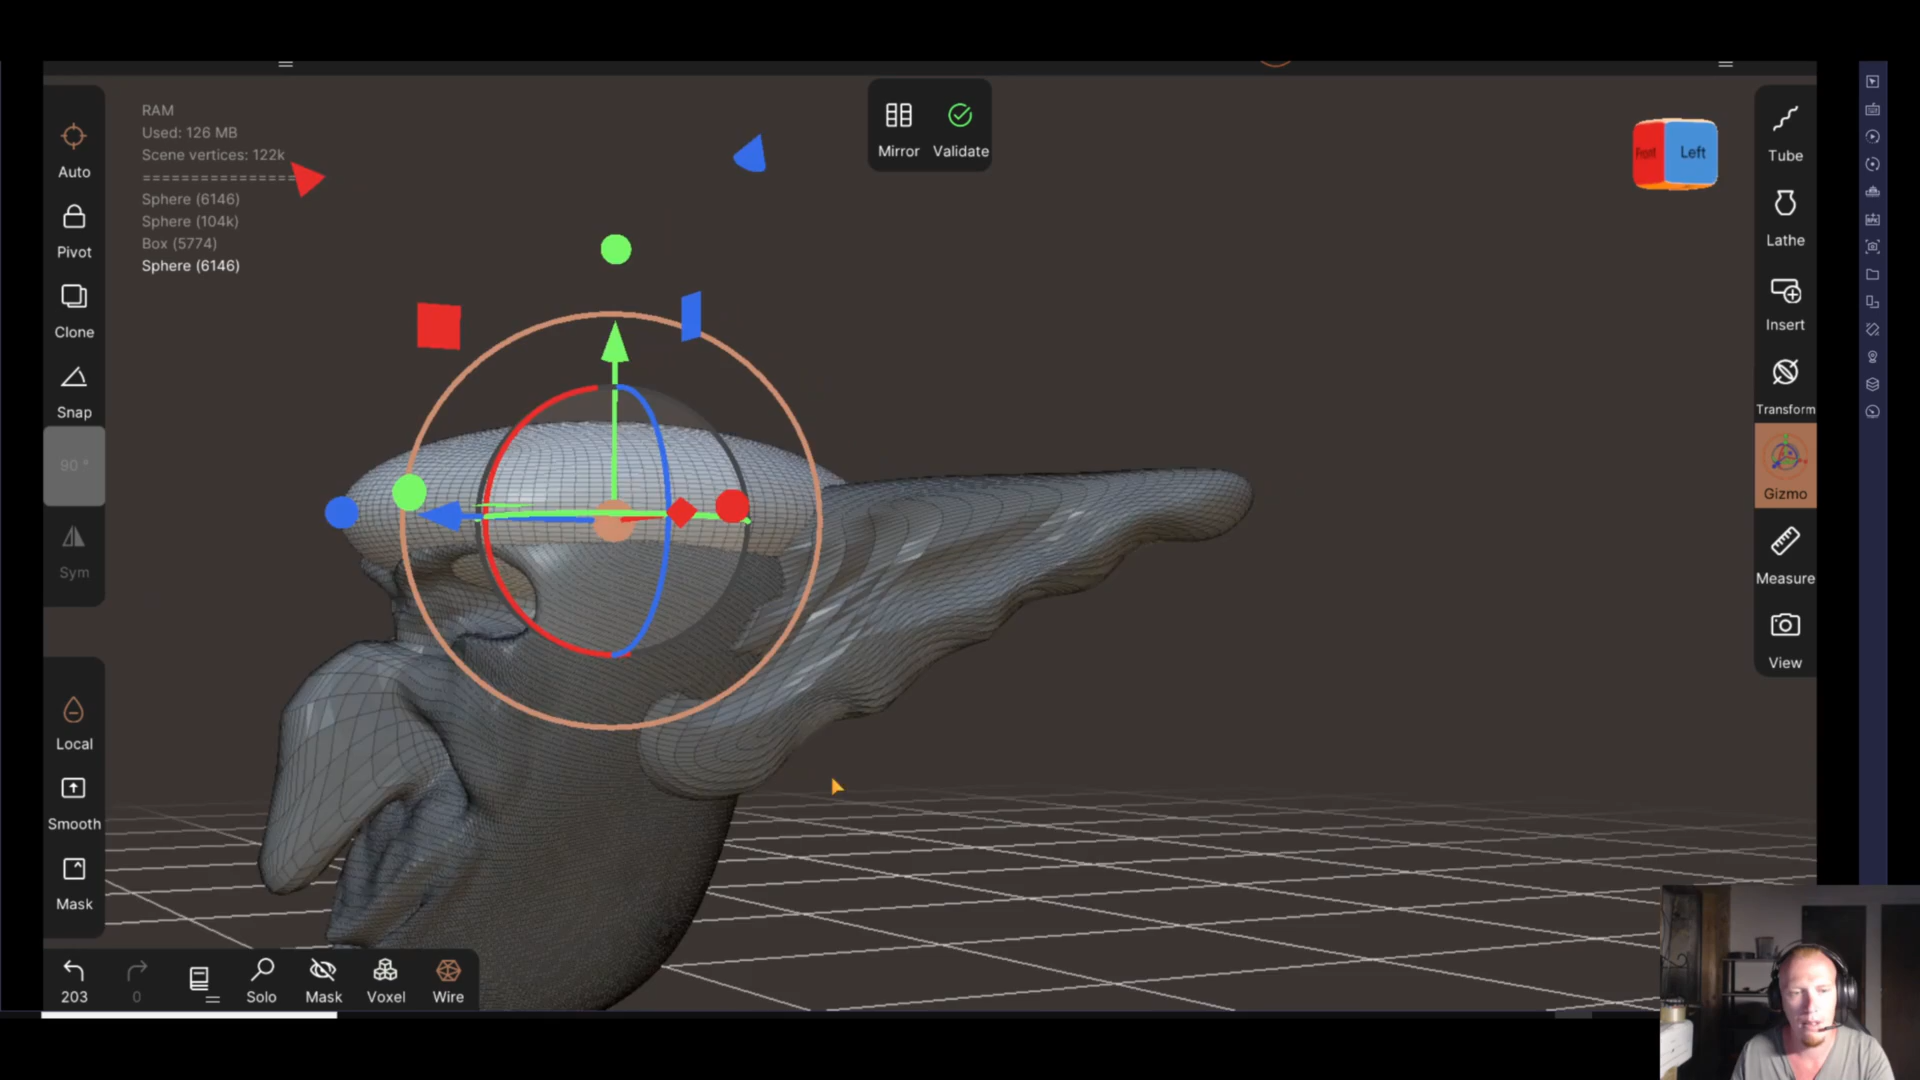 RAM
Used: 126 MB
Scene vertices: 122k
================
Sphere (6146)
Sphere (104k)
Box (5774)
Sphere (6146)
Auto
Pivot
Clone
Snap
90 °
Sym
Local
Smooth
Mask
Mirror
Validate
Front
Left
Tube
Lathe
Insert
Transform
Gizmo
Measure
View
203
0
Solo
Mask
Voxel
Wire